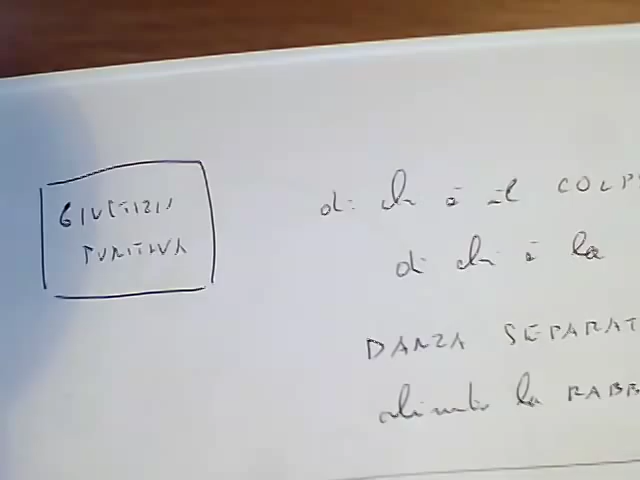 GIUSTIZIA
PUNITIVA
di chi è il COLP
di chi è la
DANZA SEPARAT
alimenta la RABB